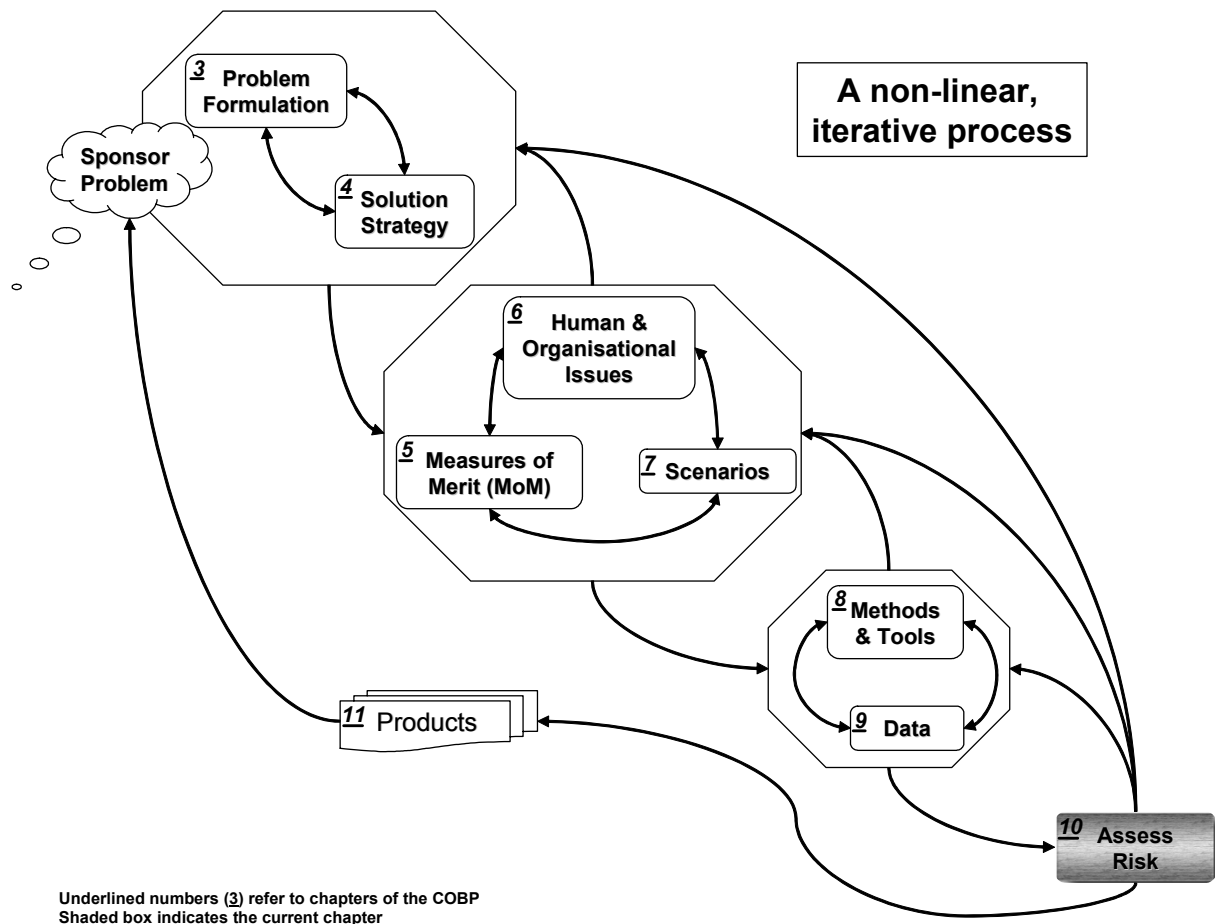 3
Problem
Formulation
A non-linear,
iterative process
Sponsor
Problem
4
Solution
Strategy
6
Human &
Organisational
Issues
5
Measures of
Merit (MoM)
7
Scenarios
8
Methods
& Tools
11
Products
9
Data
10
Assess
Risk
Underlined numbers (3) refer to chapters of the COBP
Shaded box indicates the current chapter